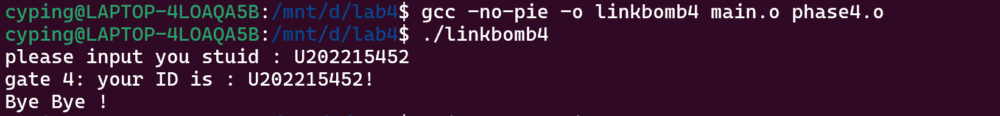 cyping@LAPTOP-4LOAQA5B:/mnt/d/lab4$ gcc -no-pie -o linkbomb4 main.o phase4.o
cyping@LAPTOP-4LOAQA5B:/mnt/d/lab4$ ./linkbomb4
please input you stuid : U202215452
gate 4: your ID is : U202215452!
Bye Bye !